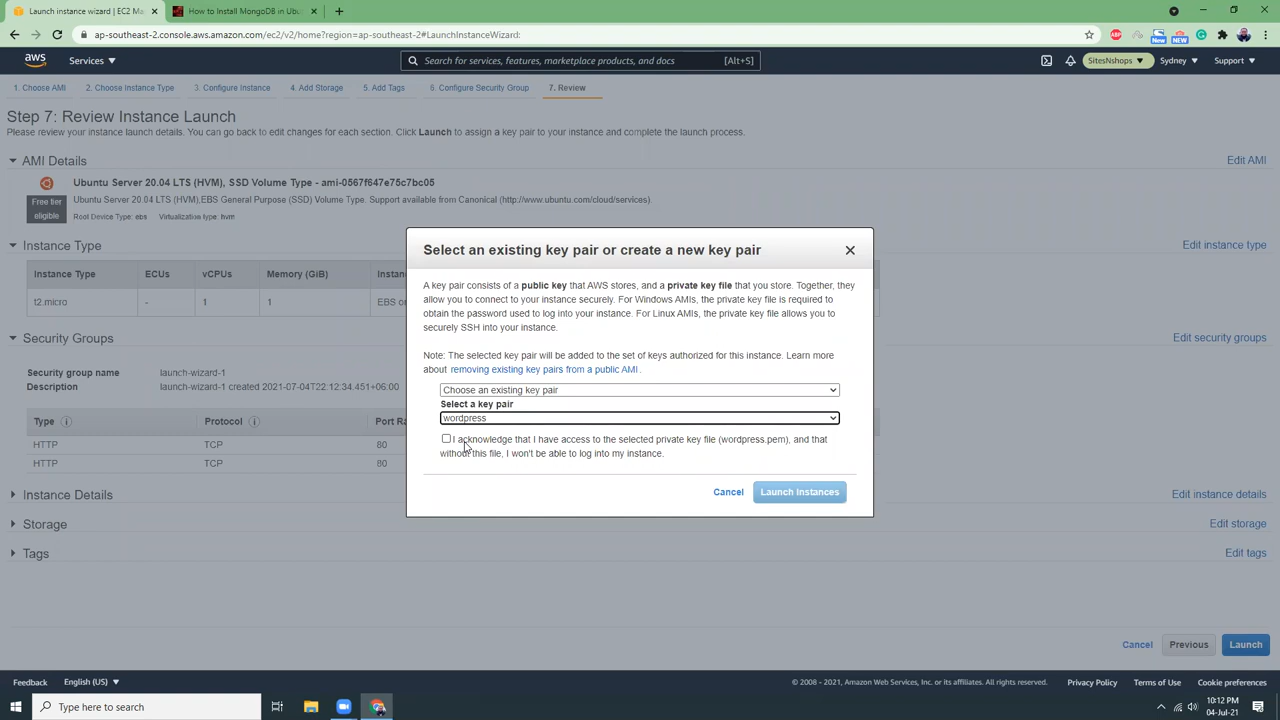 Launch instance wizard | EC2 Ma
How to Install MongoDB in Ubunt
ap-southeast-2.console.aws.amazon.com/ec2/v2/home?region=ap-southeast-2#LaunchInstanceWizard:
aws
Services
Search for services, features, marketplace products, and docs
[Alt+S]
SitesNshops
Sydney
Support
1. Choose AMI
2. Choose Instance Type
3. Configure Instance
4. Add Storage
5. Add Tags
6. Configure Security Group
7. Review
Step 7: Review Instance Launch
Please review your instance launch details. You can go back to edit changes for each section. Click Launch to assign a key pair to your instance and complete the launch process.
AMI Details
Edit AMI
Ubuntu Server 20.04 LTS (HVM), SSD Volume Type - ami-0567f647e75c7bc05
Free tier
eligible
Ubuntu Server 20.04 LTS (HVM),EBS General Purpose (SSD) Volume Type. Support available from Canonical (http://www.ubuntu.com/cloud/services).
Root Device Type: ebs Virtualization type: hvm
Instance Type
Edit instance type
Instance Type
ECUs
vCPUs
Memory (GiB)
Instan
t2.micro
-
1
1
EBS on
Security Groups
Edit security groups
Security group name
launch-wizard-1
Description
launch-wizard-1 created 2021-07-04T22:12:34.451+06:00
Type
Protocol
Port Ra
HTTP
TCP
80
HTTP
TCP
80
Instance Details
Edit instance details
Storage
Edit storage
Tags
Edit tags
Select an existing key pair or create a new key pair
A key pair consists of a public key that AWS stores, and a private key file that you store. Together, they
allow you to connect to your instance securely. For Windows AMIs, the private key file is required to
obtain the password used to log into your instance. For Linux AMIs, the private key file allows you to
securely SSH into your instance.
Note: The selected key pair will be added to the set of keys authorized for this instance. Learn more
about removing existing key pairs from a public AMI .
Choose an existing key pair
Select a key pair
wordpress
I acknowledge that I have access to the selected private key file (wordpress.pem), and that
without this file, I won't be able to log into my instance.
Cancel
Launch Instances
Cancel
Previous
Launch
Feedback
English (US)
© 2008 - 2021, Amazon Web Services, Inc. or its affiliates. All rights reserved.
Privacy Policy
Terms of Use
Cookie preferences
Type here to search
10:12 PM
04-Jul-21